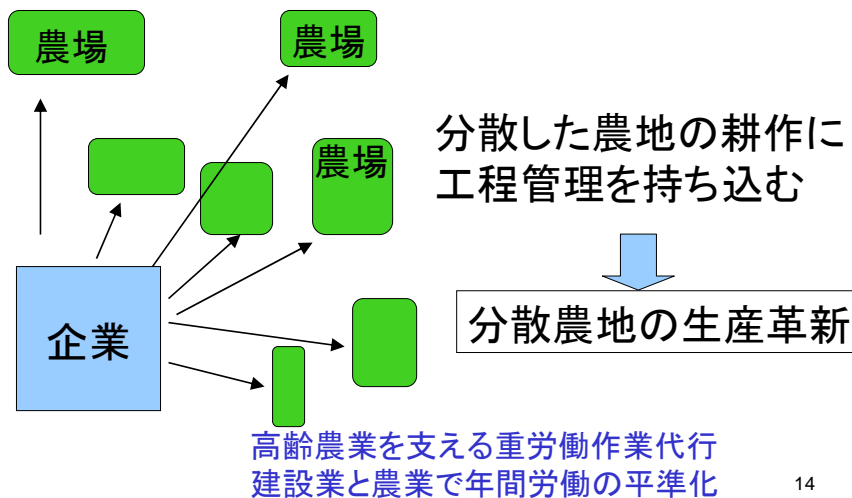 農場
農場
農場
企業
分散した農地の耕作に
工程管理を持ち込む
分散農地の生産革新
高齢農業を支える重労働作業代行
建設業と農業で年間労働の平準化
14